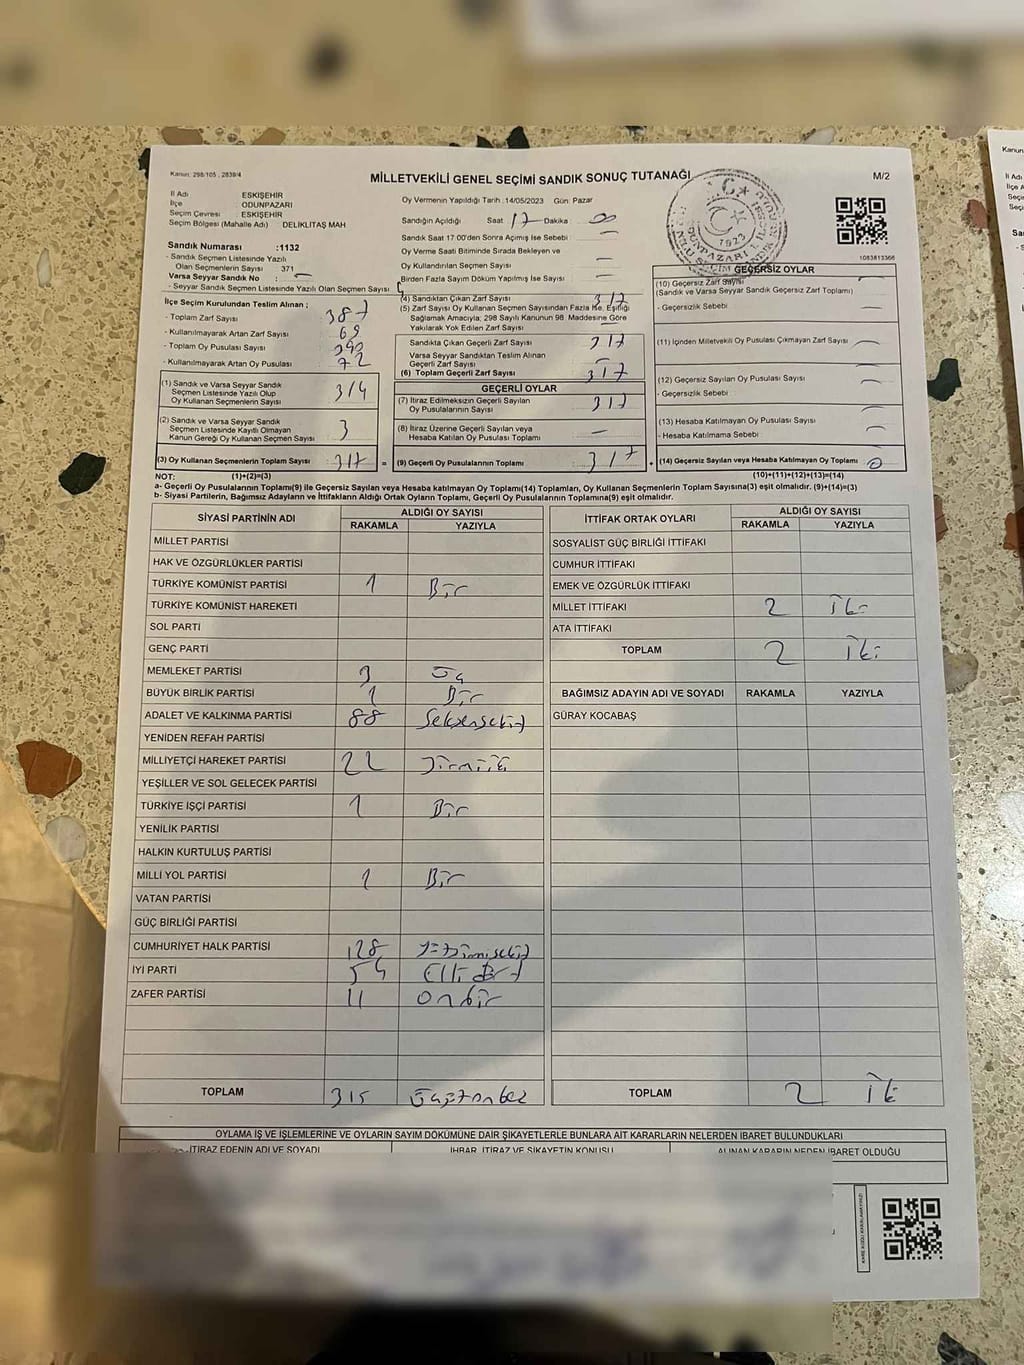 Kanun: 298/105 , 2839/4
MİLLETVEKİLİ GENEL SEÇİMİ SANDIK SONUÇ TUTANAĞI
M/2
İl Adı ESKİŞEHİR
İlçe ODUNPAZARI
Seçim Çevresi: ESKİŞEHİR
Seçim Bölgesi (Mahalle Adı) DELİKLİTAŞ MAH
Sandık Numarası :1132
- Sandık Seçmen Listesinde Yazılı
Olan Seçmenlerin Sayısı 371
Varsa Seyyar Sandık No : —
- Seyyar Sandık Seçmen Listesinde Yazılı Olan Seçmen Sayısı
İlçe Seçim Kurulundan Teslim Alınan ;
- Toplam Zarf Sayısı 387
- Kullanılmayarak Artan Zarf Sayısı 69
- Toplam Oy Pusulası Sayısı 390
- Kullanılmayarak Artan Oy Pusulası 72
(1) Sandık ve Varsa Seyyar Sandık
Seçmen Listesinde Yazılı Olup
Oy Kullanan Seçmenlerin Sayısı 314
(2) Sandık ve Varsa Seyyar Sandık
Seçmen Listesinde Kayıtlı Olmayan
Kanun Gereği Oy Kullanan Seçmen Sayısı 3
(3) Oy Kullanan Seçmenlerin Toplam Sayısı 317 =
Oy Vermenin Yapıldığı Tarih : 14/05/2023 Gün: Pazar
Sandığın Açıldığı Saat 17 Dakika : 00
Sandık Saat 17:00'den Sonra Açılmış İse Sebebi : —
Oy Verme Saati Bitiminde Sırada Bekleyen ve
Oy Kullandırılan Seçmen Sayısı —
Birden Fazla Sayım Döküm Yapılmış İse Sayısı —
(4) Sandıktan Çıkan Zarf Sayısı 317
(5) Zarf Sayısı Oy Kullanan Seçmen Sayısından Fazla İse, Eşitliği
Sağlamak Amacıyla; 298 Sayılı Kanunun 98. Maddesine Göre
Yakılarak Yok Edilen Zarf Sayısı —
Sandıkta Çıkan Geçerli Zarf Sayısı 317
Varsa Seyyar Sandıktan Teslim Alınan
Geçerli Zarf Sayısı —
(6) Toplam Geçerli Zarf Sayısı 317
GEÇERLİ OYLAR
(7) İtiraz Edilmeksizin Geçerli Sayılan
Oy Pusulalarının Sayısı 317
(8) İtiraz Üzerine Geçerli Sayılan veya
Hesaba Katılan Oy Pusulası Toplamı —
(9) Geçerli Oy Pusulalarının Toplamı 317 +
1923
1083813366
GEÇERSİZ OYLAR
(10) Geçersiz Zarf Sayısı —
(Sandık ve Varsa Seyyar Sandık Geçersiz Zarf Toplamı)
- Geçersizlik Sebebi —
(11) İçinden Milletvekili Oy Pusulası Çıkmayan Zarf Sayısı —
(12) Geçersiz Sayılan Oy Pusulası Sayısı —
- Geçersizlik Sebebi —
(13) Hesaba Katılmayan Oy Pusulası Sayısı —
- Hesaba Katılmama Sebebi —
(14) Geçersiz Sayılan veya Hesaba Katılmayan Oy Toplamı 0
NOT: (1)+(2)=(3) (10)+(11)+(12)+(13)=(14)
a- Geçerli Oy Pusulalarının Toplamı(9) ile Geçersiz Sayılan veya Hesaba katılmayan Oy Toplamı(14) Toplamları, Oy Kullanan Seçmenlerin Toplam Sayısına(3) eşit olmalıdır. (9)+(14)=(3)
b- Siyasi Partilerin, Bağımsız Adayların ve İttifakların Aldığı Ortak Oyların Toplamı, Geçerli Oy Pusulalarının Toplamına(9) eşit olmalıdır.
SİYASİ PARTİNİN ADI ALDIĞI OY SAYISI
RAKAMLA YAZIYLA
MİLLET PARTİSİ
HAK VE ÖZGÜRLÜKLER PARTİSİ
TÜRKİYE KOMÜNİST PARTİSİ 1 Bir
TÜRKİYE KOMÜNİST HAREKETİ
SOL PARTİ
GENÇ PARTİ
MEMLEKET PARTİSİ 3 Üç
BÜYÜK BİRLİK PARTİSİ 1 Bir
ADALET VE KALKINMA PARTİSİ 88 Seksensekiz
YENİDEN REFAH PARTİSİ
MİLLİYETÇİ HAREKET PARTİSİ 22 Yirmiiki
YEŞİLLER VE SOL GELECEK PARTİSİ
TÜRKİYE İŞÇİ PARTİSİ 1 Bir
YENİLİK PARTİSİ
HALKIN KURTULUŞ PARTİSİ
MİLLİ YOL PARTİSİ 1 Bir
VATAN PARTİSİ
GÜÇ BİRLİĞİ PARTİSİ
CUMHURİYET HALK PARTİSİ 128 Yüzyirmisekiz
İYİ PARTİ 54
ZAFER PARTİSİ 11 onbir
TOPLAM 315 Üçyüzonbeş
İTTİFAK ORTAK OYLARI ALDIĞI OY SAYISI
RAKAMLA YAZIYLA
SOSYALİST GÜÇ BİRLİĞİ İTTİFAKI
CUMHUR İTTİFAKI
EMEK VE ÖZGÜRLÜK İTTİFAKI
MİLLET İTTİFAKI 2 İki
ATA İTTİFAKI
TOPLAM 2 İki
BAĞIMSIZ ADAYIN ADI VE SOYADI RAKAMLA YAZIYLA
GÜRAY KOCABAŞ
TOPLAM 2 İki
OYLAMA İŞ VE İŞLEMLERİNE VE OYLARIN SAYIM DÖKÜMÜNE DAİR ŞİKAYETLERLE BUNLARA AİT KARARLARIN NELERDEN İBARET BULUNDUKLARI
İTİRAZ EDENİN ADI VE SOYADI İHBAR, İTİRAZ VE ŞİKAYETİN KONUSU ALINAN KARARIN NEDEN İBARET OLDUĞU